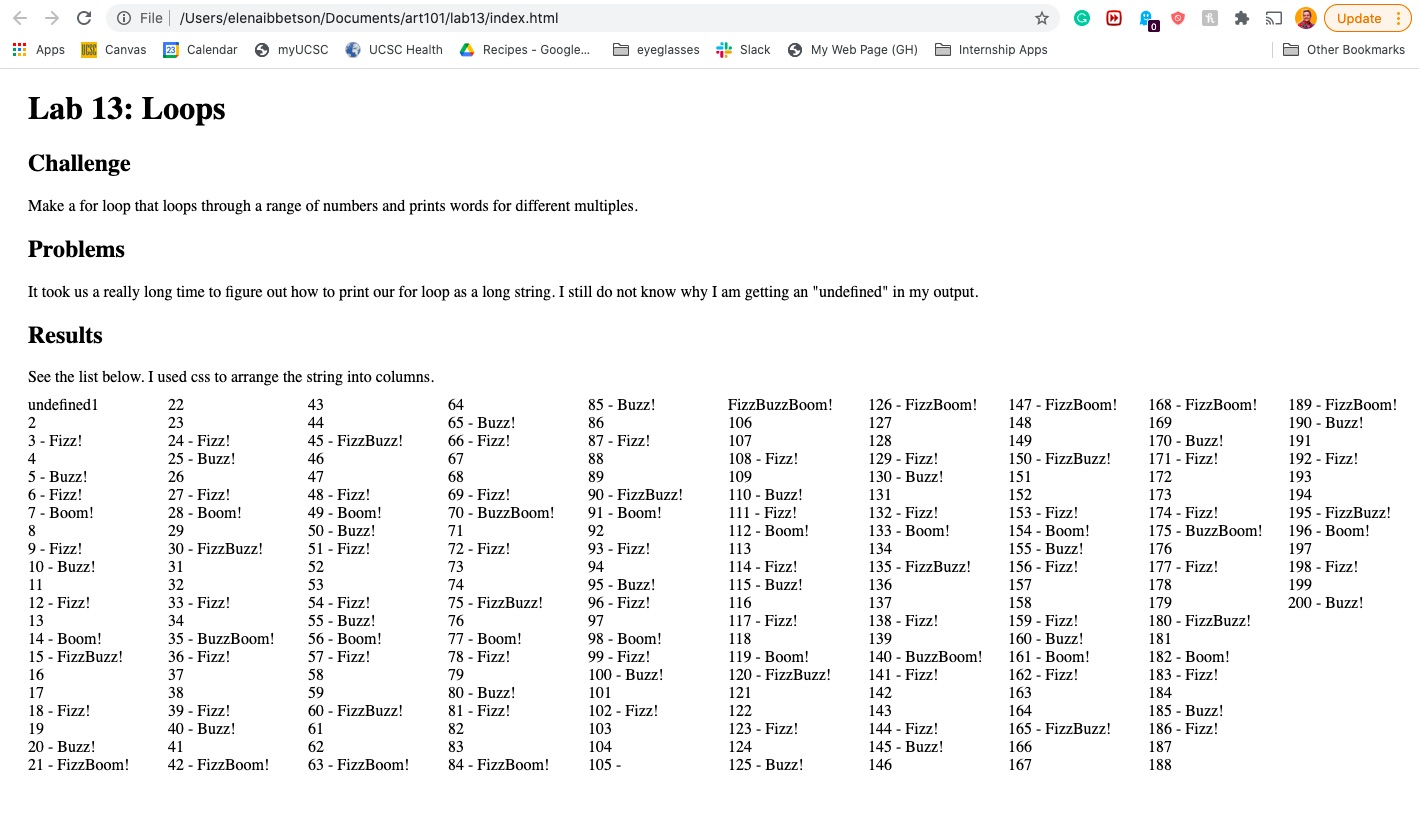 File
/Users/elenaibbetson/Documents/art101/lab13/index.html
0
Update
Apps
UCSC
Canvas
23
Calendar
myUCSC
UCSC Health
Recipes - Google...
eyeglasses
Slack
My Web Page (GH)
Internship Apps
Other Bookmarks
Lab 13: Loops
Challenge
Make a for loop that loops through a range of numbers and prints words for different multiples.
Problems
It took us a really long time to figure out how to print our for loop as a long string. I still do not know why I am getting an "undefined" in my output.
Results
See the list below. I used css to arrange the string into columns.
undefined1
2
3 - Fizz!
4
5 - Buzz!
6 - Fizz!
7 - Boom!
8
9 - Fizz!
10 - Buzz!
11
12 - Fizz!
13
14 - Boom!
15 - FizzBuzz!
16
17
18 - Fizz!
19
20 - Buzz!
21 - FizzBoom!
22
23
24 - Fizz!
25 - Buzz!
26
27 - Fizz!
28 - Boom!
29
30 - FizzBuzz!
31
32
33 - Fizz!
34
35 - BuzzBoom!
36 - Fizz!
37
38
39 - Fizz!
40 - Buzz!
41
42 - FizzBoom!
43
44
45 - FizzBuzz!
46
47
48 - Fizz!
49 - Boom!
50 - Buzz!
51 - Fizz!
52
53
54 - Fizz!
55 - Buzz!
56 - Boom!
57 - Fizz!
58
59
60 - FizzBuzz!
61
62
63 - FizzBoom!
64
65 - Buzz!
66 - Fizz!
67
68
69 - Fizz!
70 - BuzzBoom!
71
72 - Fizz!
73
74
75 - FizzBuzz!
76
77 - Boom!
78 - Fizz!
79
80 - Buzz!
81 - Fizz!
82
83
84 - FizzBoom!
85 - Buzz!
86
87 - Fizz!
88
89
90 - FizzBuzz!
91 - Boom!
92
93 - Fizz!
94
95 - Buzz!
96 - Fizz!
97
98 - Boom!
99 - Fizz!
100 - Buzz!
101
102 - Fizz!
103
104
105 -
FizzBuzzBoom!
106
107
108 - Fizz!
109
110 - Buzz!
111 - Fizz!
112 - Boom!
113
114 - Fizz!
115 - Buzz!
116
117 - Fizz!
118
119 - Boom!
120 - FizzBuzz!
121
122
123 - Fizz!
124
125 - Buzz!
126 - FizzBoom!
127
128
129 - Fizz!
130 - Buzz!
131
132 - Fizz!
133 - Boom!
134
135 - FizzBuzz!
136
137
138 - Fizz!
139
140 - BuzzBoom!
141 - Fizz!
142
143
144 - Fizz!
145 - Buzz!
146
147 - FizzBoom!
148
149
150 - FizzBuzz!
151
152
153 - Fizz!
154 - Boom!
155 - Buzz!
156 - Fizz!
157
158
159 - Fizz!
160 - Buzz!
161 - Boom!
162 - Fizz!
163
164
165 - FizzBuzz!
166
167
168 - FizzBoom!
169
170 - Buzz!
171 - Fizz!
172
173
174 - Fizz!
175 - BuzzBoom!
176
177 - Fizz!
178
179
180 - FizzBuzz!
181
182 - Boom!
183 - Fizz!
184
185 - Buzz!
186 - Fizz!
187
188
189 - FizzBoom!
190 - Buzz!
191
192 - Fizz!
193
194
195 - FizzBuzz!
196 - Boom!
197
198 - Fizz!
199
200 - Buzz!